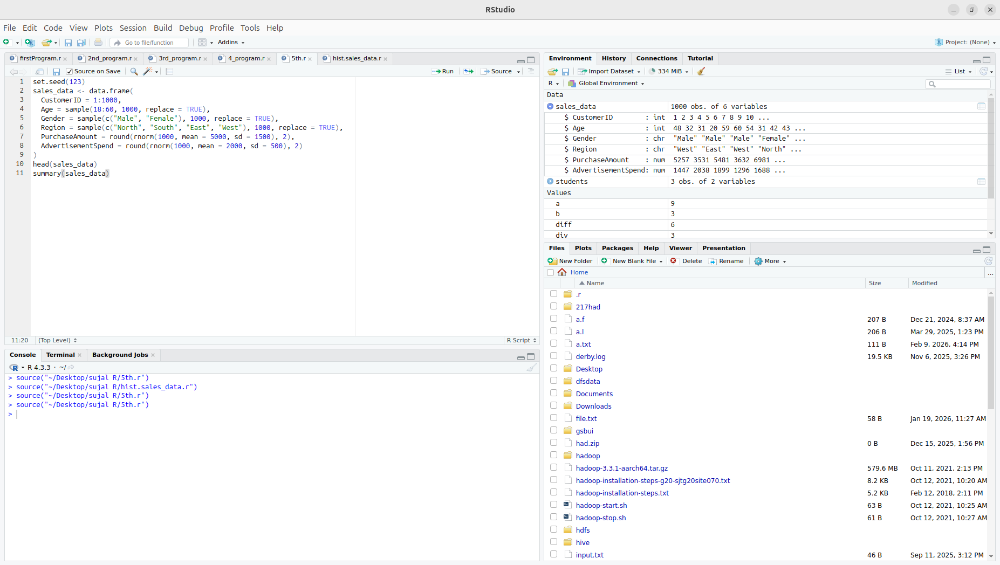 RStudio
File Edit Code View Plots Session Build Debug Profile Tools Help
Go to file/function Addins Project: (None)
firstProgram.r 2nd_program.r 3rd_program.r 4_program.r 5th.r hist.sales_data.r
Source on Save Run Source
1 set.seed(123)
2 sales_data <- data.frame(
3   CustomerID = 1:1000,
4   Age = sample(18:60, 1000, replace = TRUE),
5   Gender = sample(c("Male", "Female"), 1000, replace = TRUE),
6   Region = sample(c("North", "South", "East", "West"), 1000, replace = TRUE),
7   PurchaseAmount = round(rnorm(1000, mean = 5000, sd = 1500), 2),
8   AdvertisementSpend = round(rnorm(1000, mean = 2000, sd = 500), 2)
9 )
10 head(sales_data)
11 summary(sales_data)
11:20 (Top Level) R Script
Console Terminal Background Jobs
R 4.3.3 · ~/
> source("~/Desktop/sujal R/5th.r")
> source("~/Desktop/sujal R/hist.sales_data.r")
> source("~/Desktop/sujal R/5th.r")
> source("~/Desktop/sujal R/5th.r")
>
Environment History Connections Tutorial
Import Dataset 334 MiB List
R Global Environment
Data
sales_data 1000 obs. of 6 variables
$ CustomerID : int 1 2 3 4 5 6 7 8 9 10 ...
$ Age : int 48 32 31 20 59 60 54 31 42 43 ...
$ Gender : chr "Male" "Male" "Male" "Female" ...
$ Region : chr "West" "East" "West" "North" ...
$ PurchaseAmount : num 5257 3531 5481 3632 6981 ...
$ AdvertisementSpend: num 1447 2038 1899 1296 1688 ...
students 3 obs. of 2 variables
Values
a 9
b 3
diff 6
div 3
Files Plots Packages Help Viewer Presentation
New Folder New Blank File Delete Rename More
Home ...
Name Size Modified
.r
217had
a.f 207 B Dec 21, 2024, 8:37 AM
a.l 206 B Mar 29, 2025, 1:23 PM
a.txt 111 B Feb 9, 2026, 4:14 PM
derby.log 19.5 KB Nov 6, 2025, 3:26 PM
Desktop
dfsdata
Documents
Downloads
file.txt 58 B Jan 19, 2026, 11:27 AM
gsbui
had.zip 0 B Dec 15, 2025, 1:56 PM
hadoop
hadoop-3.3.1-aarch64.tar.gz 579.6 MB Oct 11, 2021, 2:13 PM
hadoop-installation-steps-g20-sjtg20site070.txt 8.2 KB Oct 12, 2021, 10:20 AM
hadoop-installation-steps.txt 5.2 KB Feb 12, 2018, 2:11 PM
hadoop-start.sh 63 B Oct 12, 2021, 10:25 AM
hadoop-stop.sh 61 B Oct 12, 2021, 10:27 AM
hdfs
hive
input.txt 46 B Sep 11, 2025, 3:12 PM